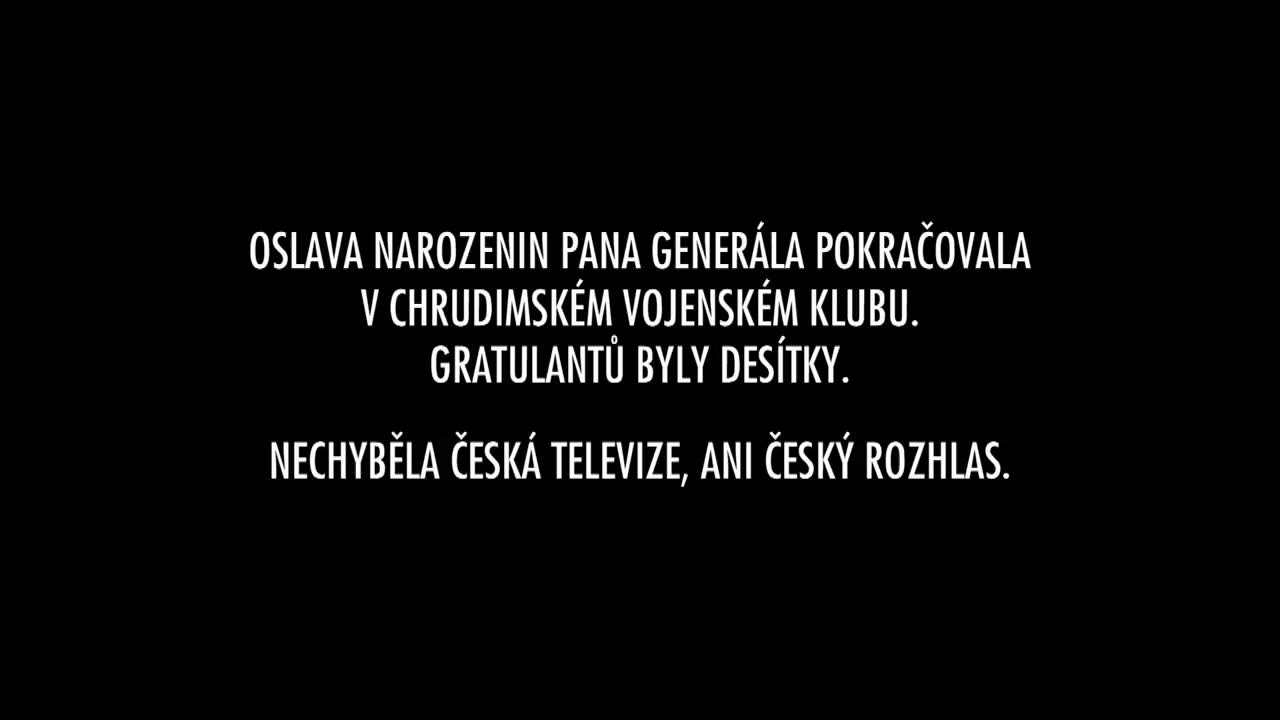 OSLAVA NAROZENIN PANA GENERÁLA POKRAČOVALA
V CHRUDIMSKÉM VOJENSKÉM KLUBU.
GRATULANTŮ BYLY DESÍTKY.
NECHYBĚLA ČESKÁ TELEVIZE, ANI ČESKÝ ROZHLAS.